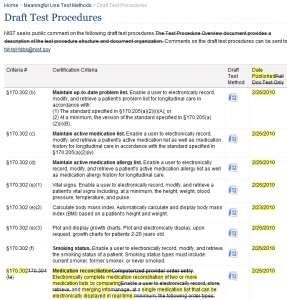 Home › Meaningful Use Test Methods › Draft Test Procedures
Draft Test Procedures
NIST seeks public comment on the following draft test procedures. The Test Procedure Overview document provides a
description of the test procedure structure and document organization. Comments on the draft test procedures can be sent to
hit-tst-fdbk@nist.gov
Criteria #
Certification Criteria
Draft
Test
Method
Date
Published Full
Doc Test Only
§170.302 (b)
Maintain up-to-date problem list. Enable a user to electronically record,
modify, and retrieve a patient's problem list for longitudinal care in
accordance with:
(1) The standard specified in §170.205(a)(2)(i)(A); or
(2) At a minimum, the version of the standard specified in §170.205(a)
(2)(i)(B).
2/26/2010
§170.302 (c)
Maintain active medication list. Enable a user to electronically record,
modify, and retrieve a patient's active medication list as well as medication
history for longitudinal care in accordance with the standard specified in
§170.205(a)(2)(iv).
2/26/2010
§170.302 (d)
Maintain active medication allergy list. Enable a user to electronically
record, modify, and retrieve a patient's active medication allergy list as well
as medication allergy history for longitudinal care.
2/26/2010
§170.302 (e)(1)
Vital signs. Enable a user to electronically record, modify, and retrieve a
patient's vital signs including, at a minimum, the height, weight, blood
pressure, temperature, and pulse.
2/26/2010
§170.302 (e)(2)
Calculate body mass index. Automatically calculate and display body mass
index (BMI) based on a patient's height and weight.
2/23/2010
§170.302 (e)(3)
Plot and display growth charts. Plot and electronically display, upon
request, growth charts for patients 2-20 years old.
2/26/2010
§170.302 (f)
Smoking status. Enable a user to electronically record, modify, and retrieve
the smoking status of a patient. Smoking status types must include:
current smoker, former smoker, or never smoked.
2/26/2010
Medication reconciliation Computerized provider order entry.
Electronically complete medication reconciliation of two or more
medication lists by comparing Enable a user to electronically record, store,
retrieve, and merging into manage, at a single medication list that can be
electronically displayed in real-time minimum, the following order types:
2/26/2010